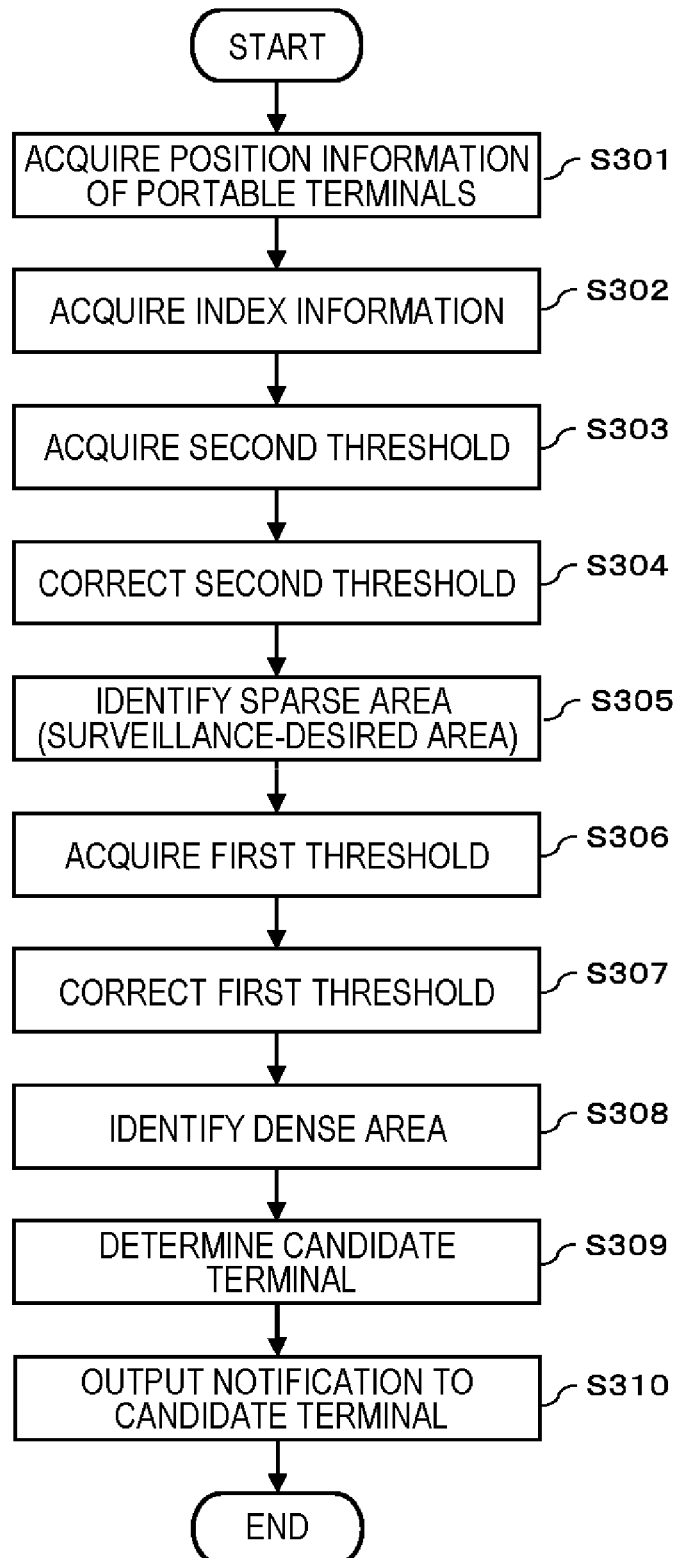 START
ACQUIRE POSITION INFORMATION
OF PORTABLE TERMINALS
S301
ACQUIRE INDEX INFORMATION
S302
ACQUIRE SECOND THRESHOLD
S303
CORRECT SECOND THRESHOLD
S304
IDENTIFY SPARSE AREA
(SURVEILLANCE-DESIRED AREA)
S305
ACQUIRE FIRST THRESHOLD
S306
CORRECT FIRST THRESHOLD
S307
IDENTIFY DENSE AREA
S308
DETERMINE CANDIDATE
TERMINAL
S309
OUTPUT NOTIFICATION TO
CANDIDATE TERMINAL
S310
END